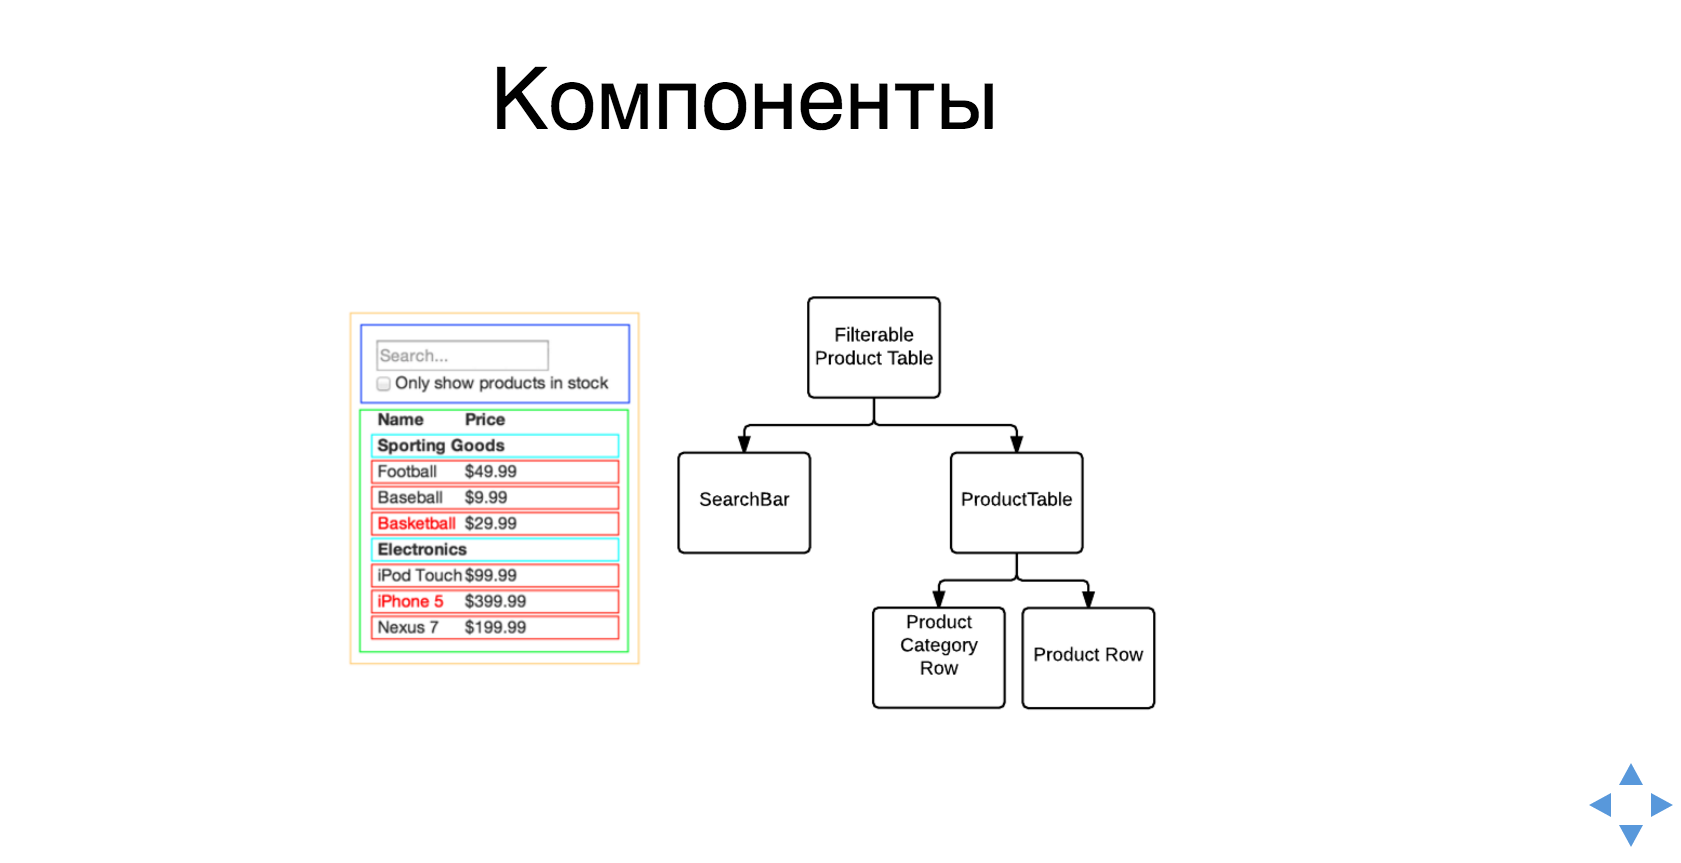 Компоненты
Search...
Only show products in stock
Name Price
Sporting Goods
Football $49.99
Baseball $9.99
Basketball $29.99
Electronics
iPod Touch $99.99
iPhone 5 $399.99
Nexus 7 $199.99
Filterable
Product Table
SearchBar
ProductTable
Product
Category
Row
Product Row